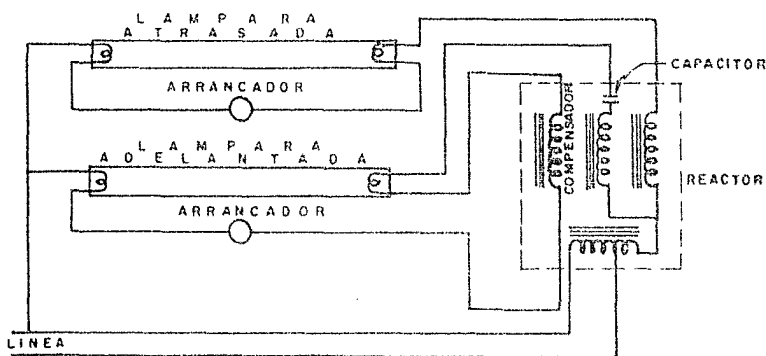 LAMPARA
ATRASADA
ARRANCADOR
CAPACITOR
COMPENSADOR
LAMPARA
ADELANTADA
REACTOR
ARRANCADOR
LINEA